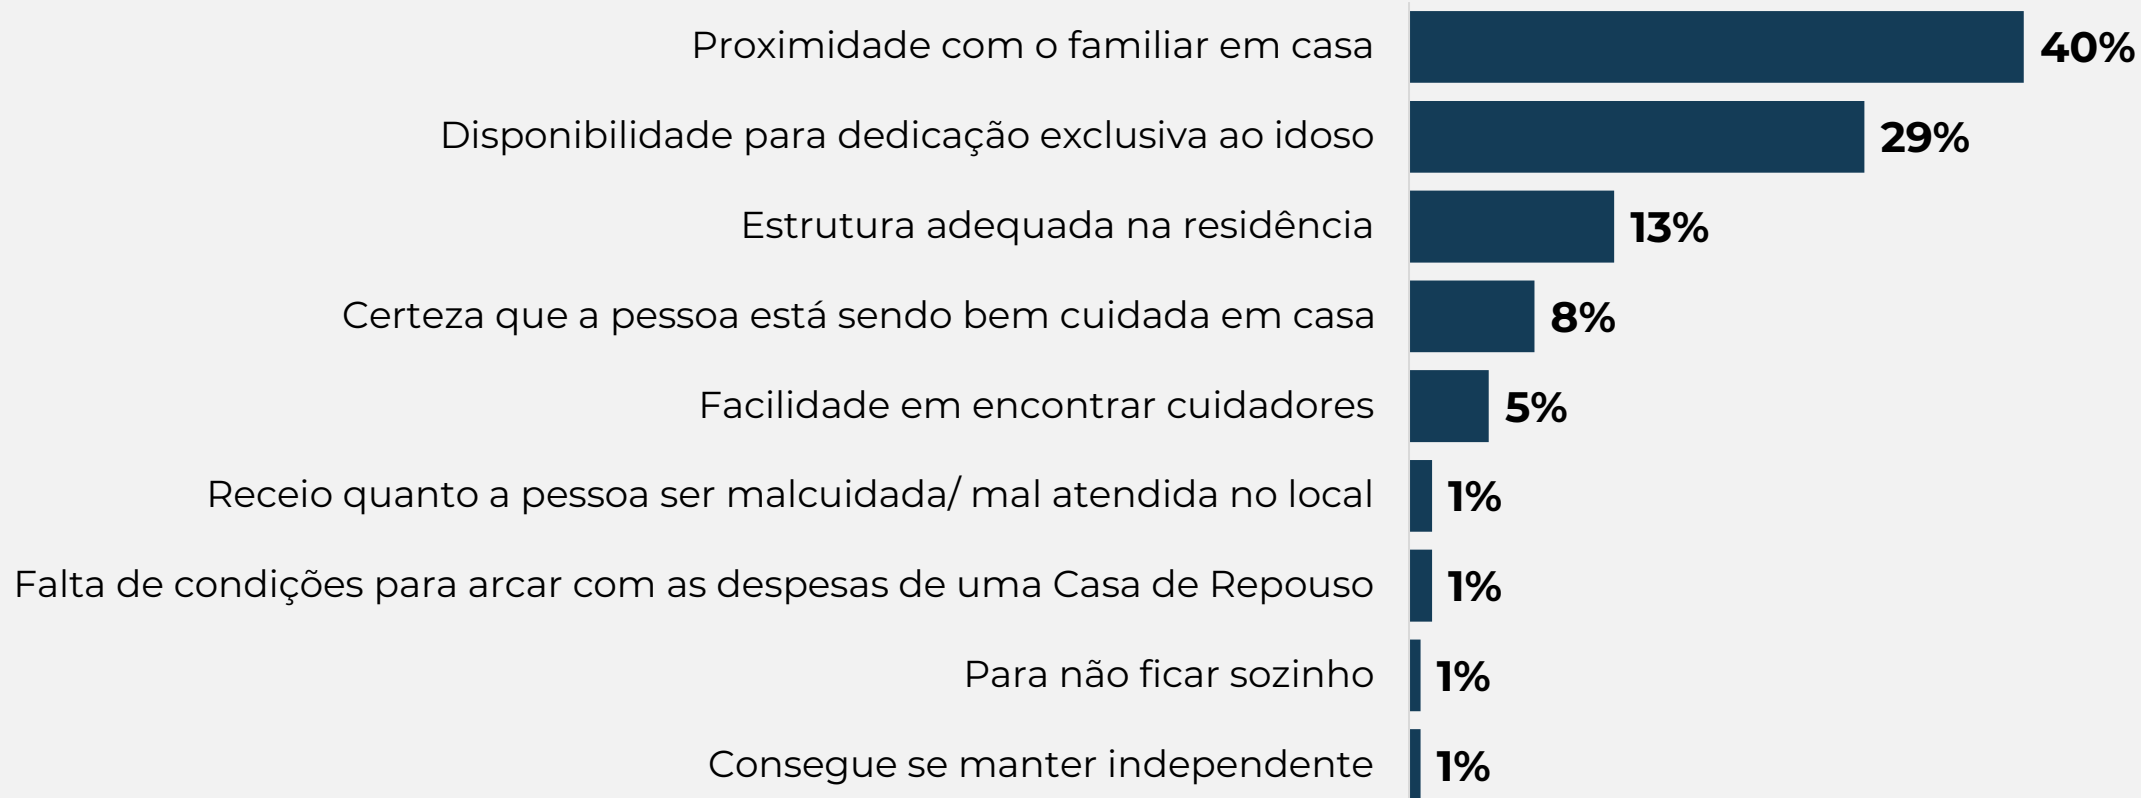 Proximidade com o familiar em casa 40%
Disponibilidade para dedicação exclusiva ao idoso 29%
Estrutura adequada na residência 13%
Certeza que a pessoa está sendo bem cuidada em casa 8%
Facilidade em encontrar cuidadores 5%
Receio quanto a pessoa ser malcuidada/ mal atendida no local 1%
Falta de condições para arcar com as despesas de uma Casa de Repouso 1%
Para não ficar sozinho 1%
Consegue se manter independente 1%